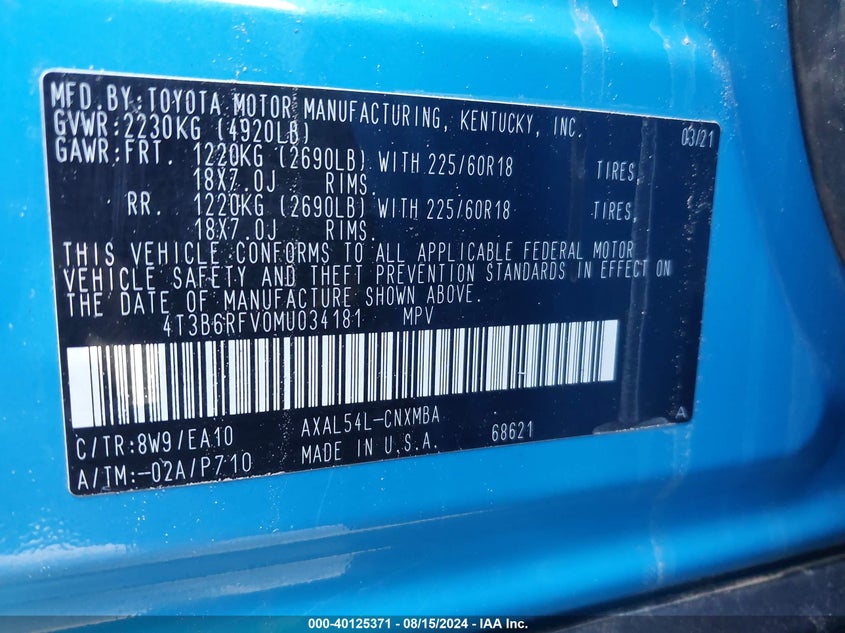 MFD. BY: TOYOTA MOTOR MANUFACTURING, KENTUCKY, INC.
GVWR: 2230KG (4920LB) 03/21
GAWR: FRT. 1220KG (2690LB) WITH 225/60R18 TIRES,
18X7.0J RIMS.
RR. 1220KG (2690LB) WITH 225/60R18 TIRES,
18X7.0J RIMS.
THIS VEHICLE CONFORMS TO ALL APPLICABLE FEDERAL MOTOR
VEHICLE SAFETY AND THEFT PREVENTION STANDARDS IN EFFECT ON
THE DATE OF MANUFACTURE SHOWN ABOVE.
4T3B6RFV0MU034181 MPV
C/TR:8W9/EA10 AXAL54L-CNXMBA A
A/TM:-02A/P710 MADE IN U.S.A. 68621
000-40125371 - 08/15/2024 - IAA Inc.